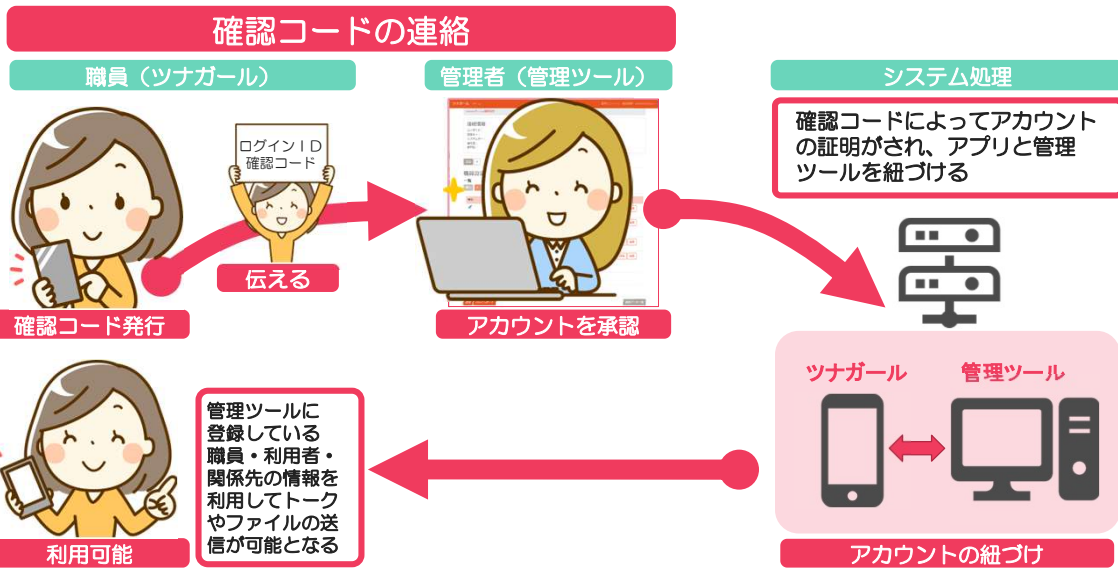 確認コードの連絡
職員（ツナガール）
管理者（管理ツール）
システム処理
ログインＩＤ
確認コード
伝える
確認コード発行
アカウントを承認
確認コードによってアカウント
の証明がされ、アプリと管理
ツールを紐づける
ツナガール
管理ツール
アカウントの紐づけ
管理ツールに
登録している
職員・利用者・
関係先の情報を
利用してトーク
やファイルの送
信が可能となる
利用可能